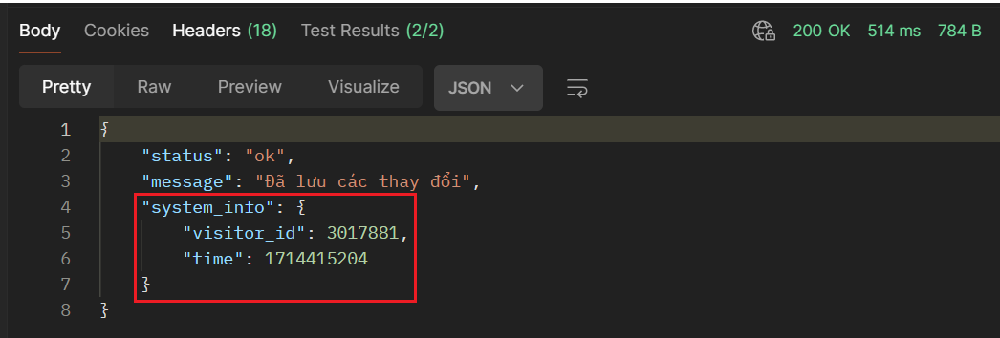 Body Cookies Headers (18) Test Results (2/2) 200 OK 514 ms 784 B
Pretty Raw Preview Visualize JSON
1 {
2 "status": "ok",
3 "message": "Đã lưu các thay đổi",
4 "system_info": {
5 "visitor_id": 3017881,
6 "time": 1714415204
7 }
8 }